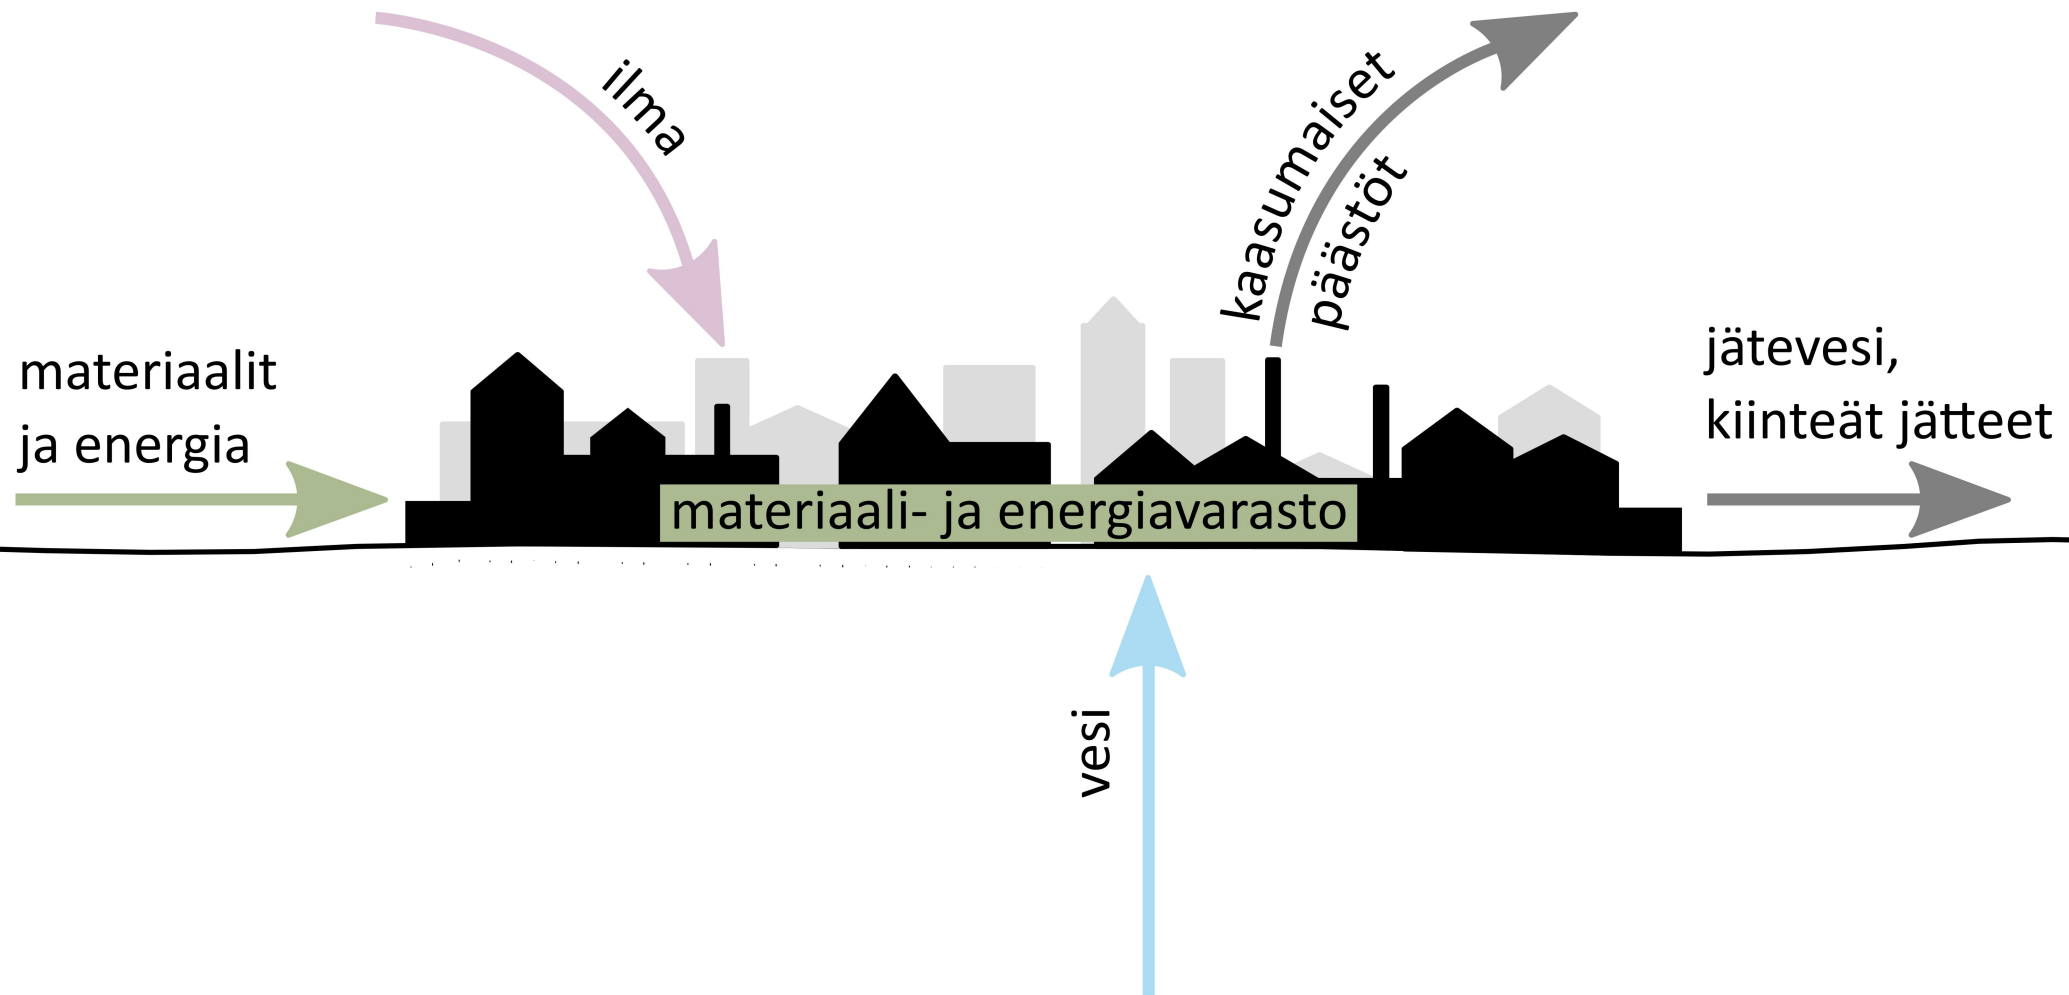 ilma
kaasumaiset
päästöt
materiaalit
ja energia
jätevesi,
kiinteät jätteet
materiaali- ja energiavarasto
vesi